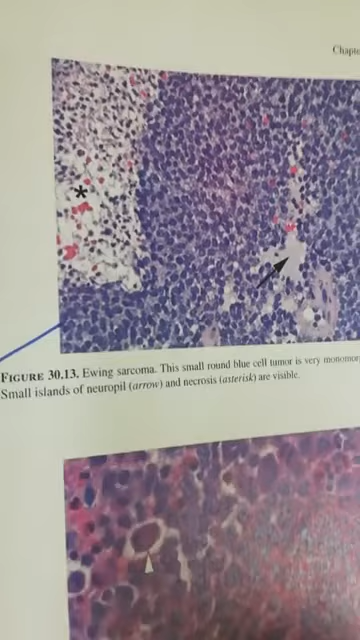 Chapte
*
FIGURE 30.13. Ewing sarcoma. This small round blue cell tumor is very monomor
Small islands of neuropil (arrow) and necrosis (asterisk) are visible.